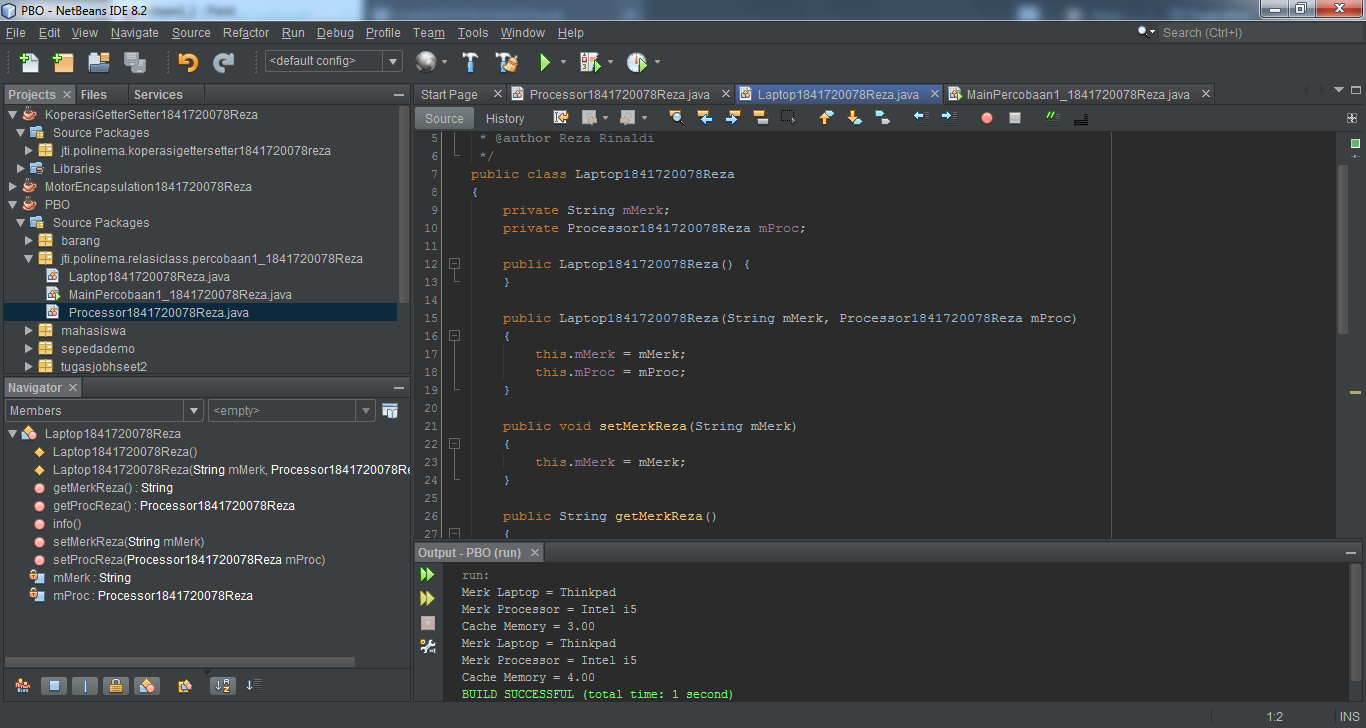 PBO - NetBeans IDE 8.2
File Edit View Navigate Source Refactor Run Debug Profile Team Tools Window Help
Search (Ctrl+I)
<default config>
Projects Files Services
KoperasiGetterSetter1841720078Reza
Source Packages
jti.polinema.koperasigettersetter1841720078reza
Libraries
MotorEncapsulation1841720078Reza
PBO
Source Packages
barang
jti.polinema.relasiclass.percobaan1_1841720078Reza
Laptop1841720078Reza.java
MainPercobaan1_1841720078Reza.java
Processor1841720078Reza.java
mahasiswa
sepedademo
tugasjobhseet2
Navigator
Members <empty>
Laptop1841720078Reza
Laptop1841720078Reza()
Laptop1841720078Reza(String mMerk, Processor1841720078Re
getMerkReza() : String
getProcReza() : Processor1841720078Reza
info()
setMerkReza(String mMerk)
setProcReza(Processor1841720078Reza mProc)
mMerk : String
mProc : Processor1841720078Reza
Start Page Processor1841720078Reza.java Laptop1841720078Reza.java MainPercobaan1_1841720078Reza.java
Source History
5 * @author Reza Rinaldi
6 */
7 public class Laptop1841720078Reza
8 {
9 private String mMerk;
10 private Processor1841720078Reza mProc;
11
12 public Laptop1841720078Reza() {
13 }
14
15 public Laptop1841720078Reza(String mMerk, Processor1841720078Reza mProc)
16 {
17 this.mMerk = mMerk;
18 this.mProc = mProc;
19 }
20
21 public void setMerkReza(String mMerk)
22 {
23 this.mMerk = mMerk;
24 }
25
26 public String getMerkReza()
27 {
Output - PBO (run)
run:
Merk Laptop = Thinkpad
Merk Processor = Intel i5
Cache Memory = 3.00
Merk Laptop = Thinkpad
Merk Processor = Intel i5
Cache Memory = 4.00
BUILD SUCCESSFUL (total time: 1 second)
1:2 INS